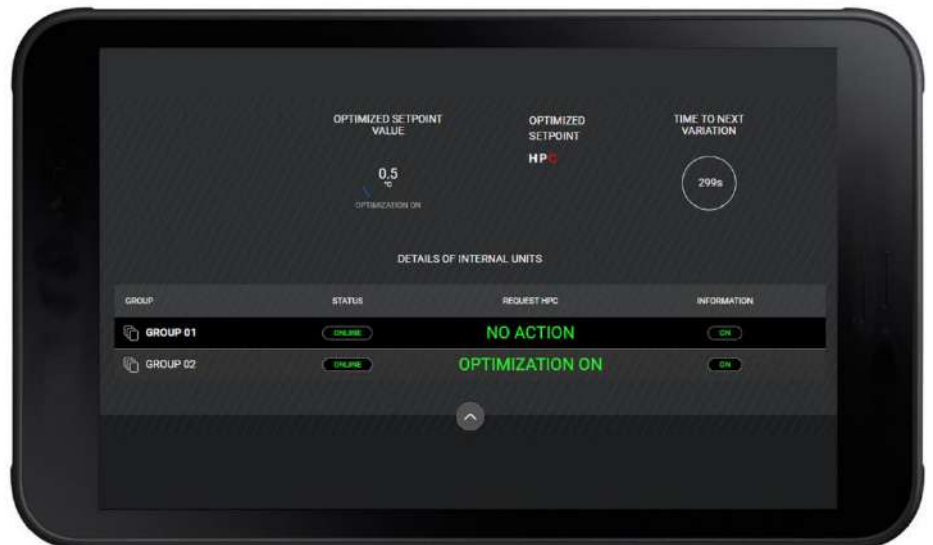 OPTIMIZED SETPOINT
VALUE
0.5
°C
OPTIMIZATION ON
OPTIMIZED
SETPOINT
HPC
TIME TO NEXT
VARIATION
299s
DETAILS OF INTERNAL UNITS
GROUP STATUS REQUEST HPC INFORMATION
GROUP 01 ONLINE NO ACTION ON
GROUP 02 ONLINE OPTIMIZATION ON ON